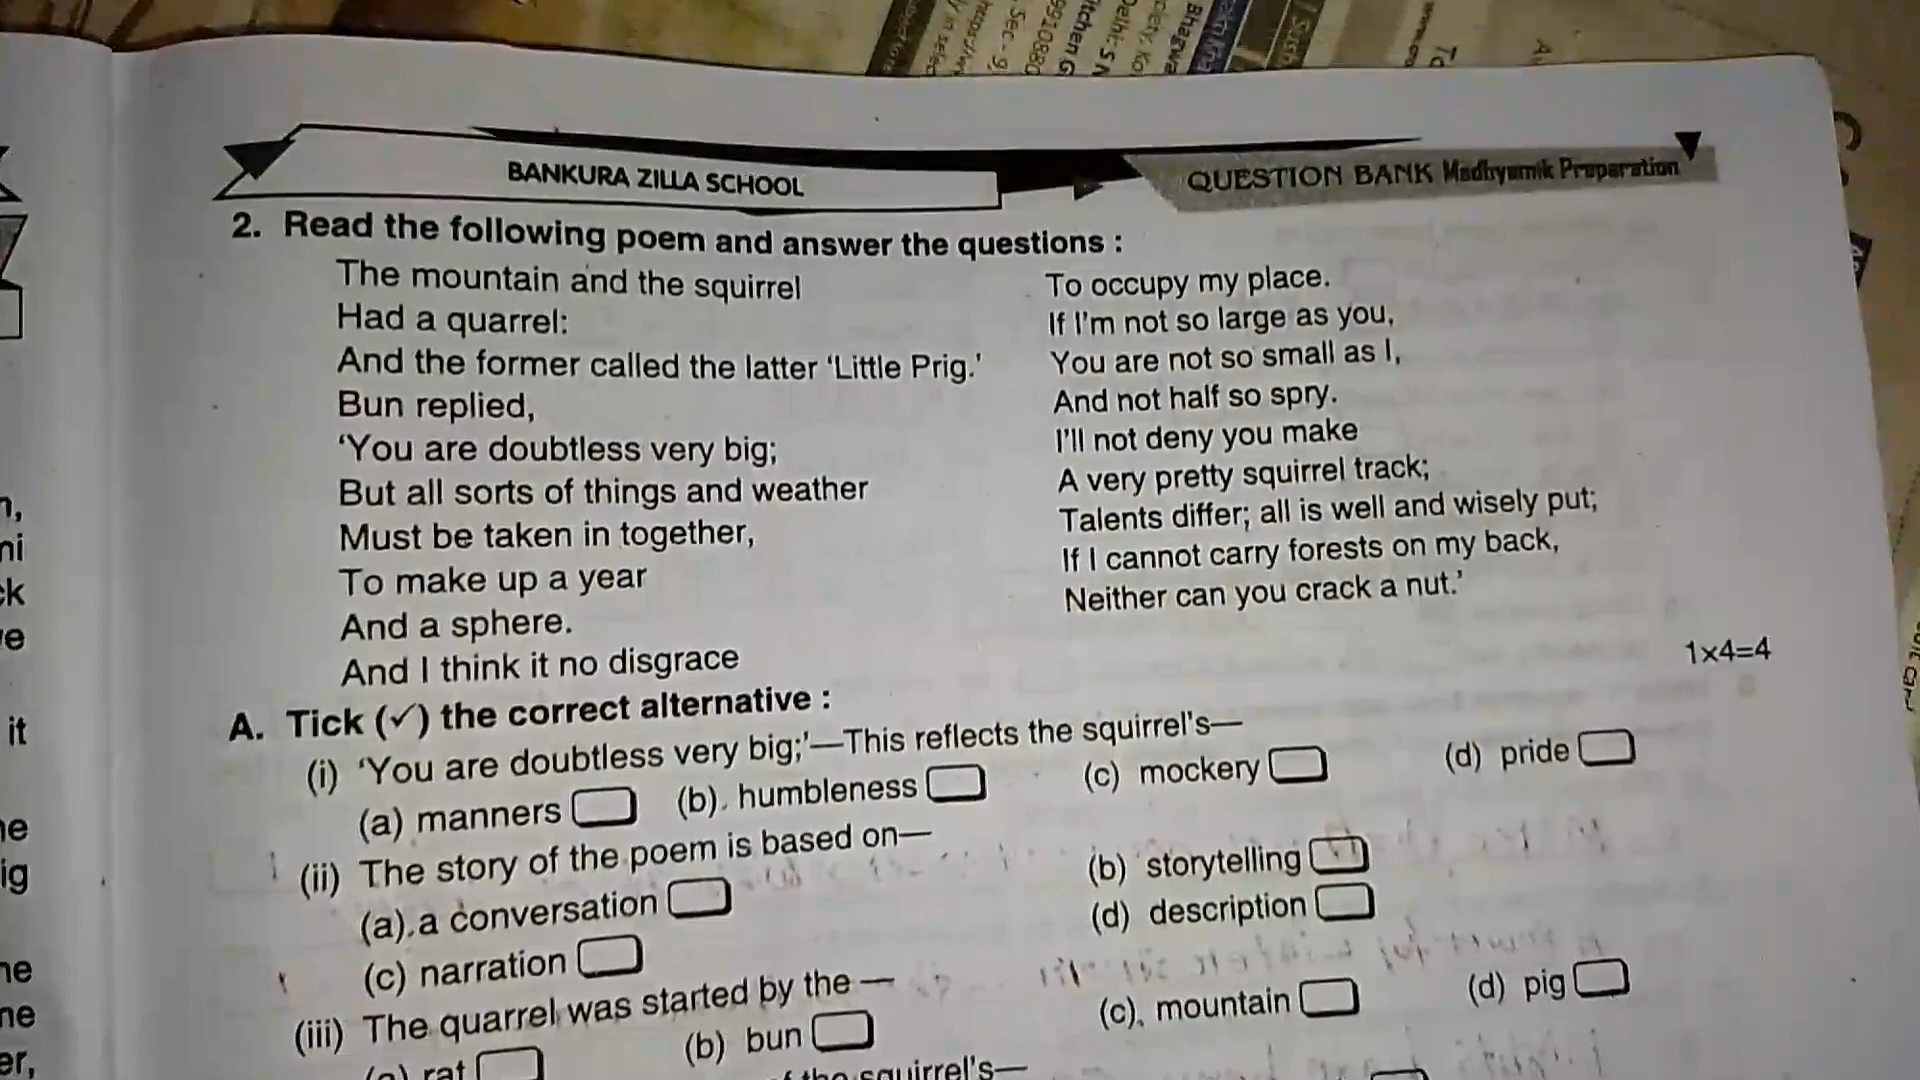 BANKURA ZILLA SCHOOL
QUESTION BANK Madhyamik Preparation
2. Read the following poem and answer the questions :
The mountain and the squirrel
Had a quarrel:
And the former called the latter ‘Little Prig.’
Bun replied,
‘You are doubtless very big;
But all sorts of things and weather
Must be taken in together,
To make up a year
And a sphere.
And I think it no disgrace
To occupy my place.
If I'm not so large as you,
You are not so small as I,
And not half so spry.
I’ll not deny you make
A very pretty squirrel track;
Talents differ; all is well and wisely put;
If I cannot carry forests on my back,
Neither can you crack a nut.’
1x4=4
A. Tick (✓) the correct alternative :
(i) ‘You are doubtless very big;’—This reflects the squirrel's—
(a) manners (b). humbleness (c) mockery (d) pride
(ii) The story of the poem is based on—
(a). a conversation (b) storytelling
(c) narration (d) description
(iii) The quarrel was started by the —
(a) rat (b) bun (c). mountain (d) pig
of the squirrel's—